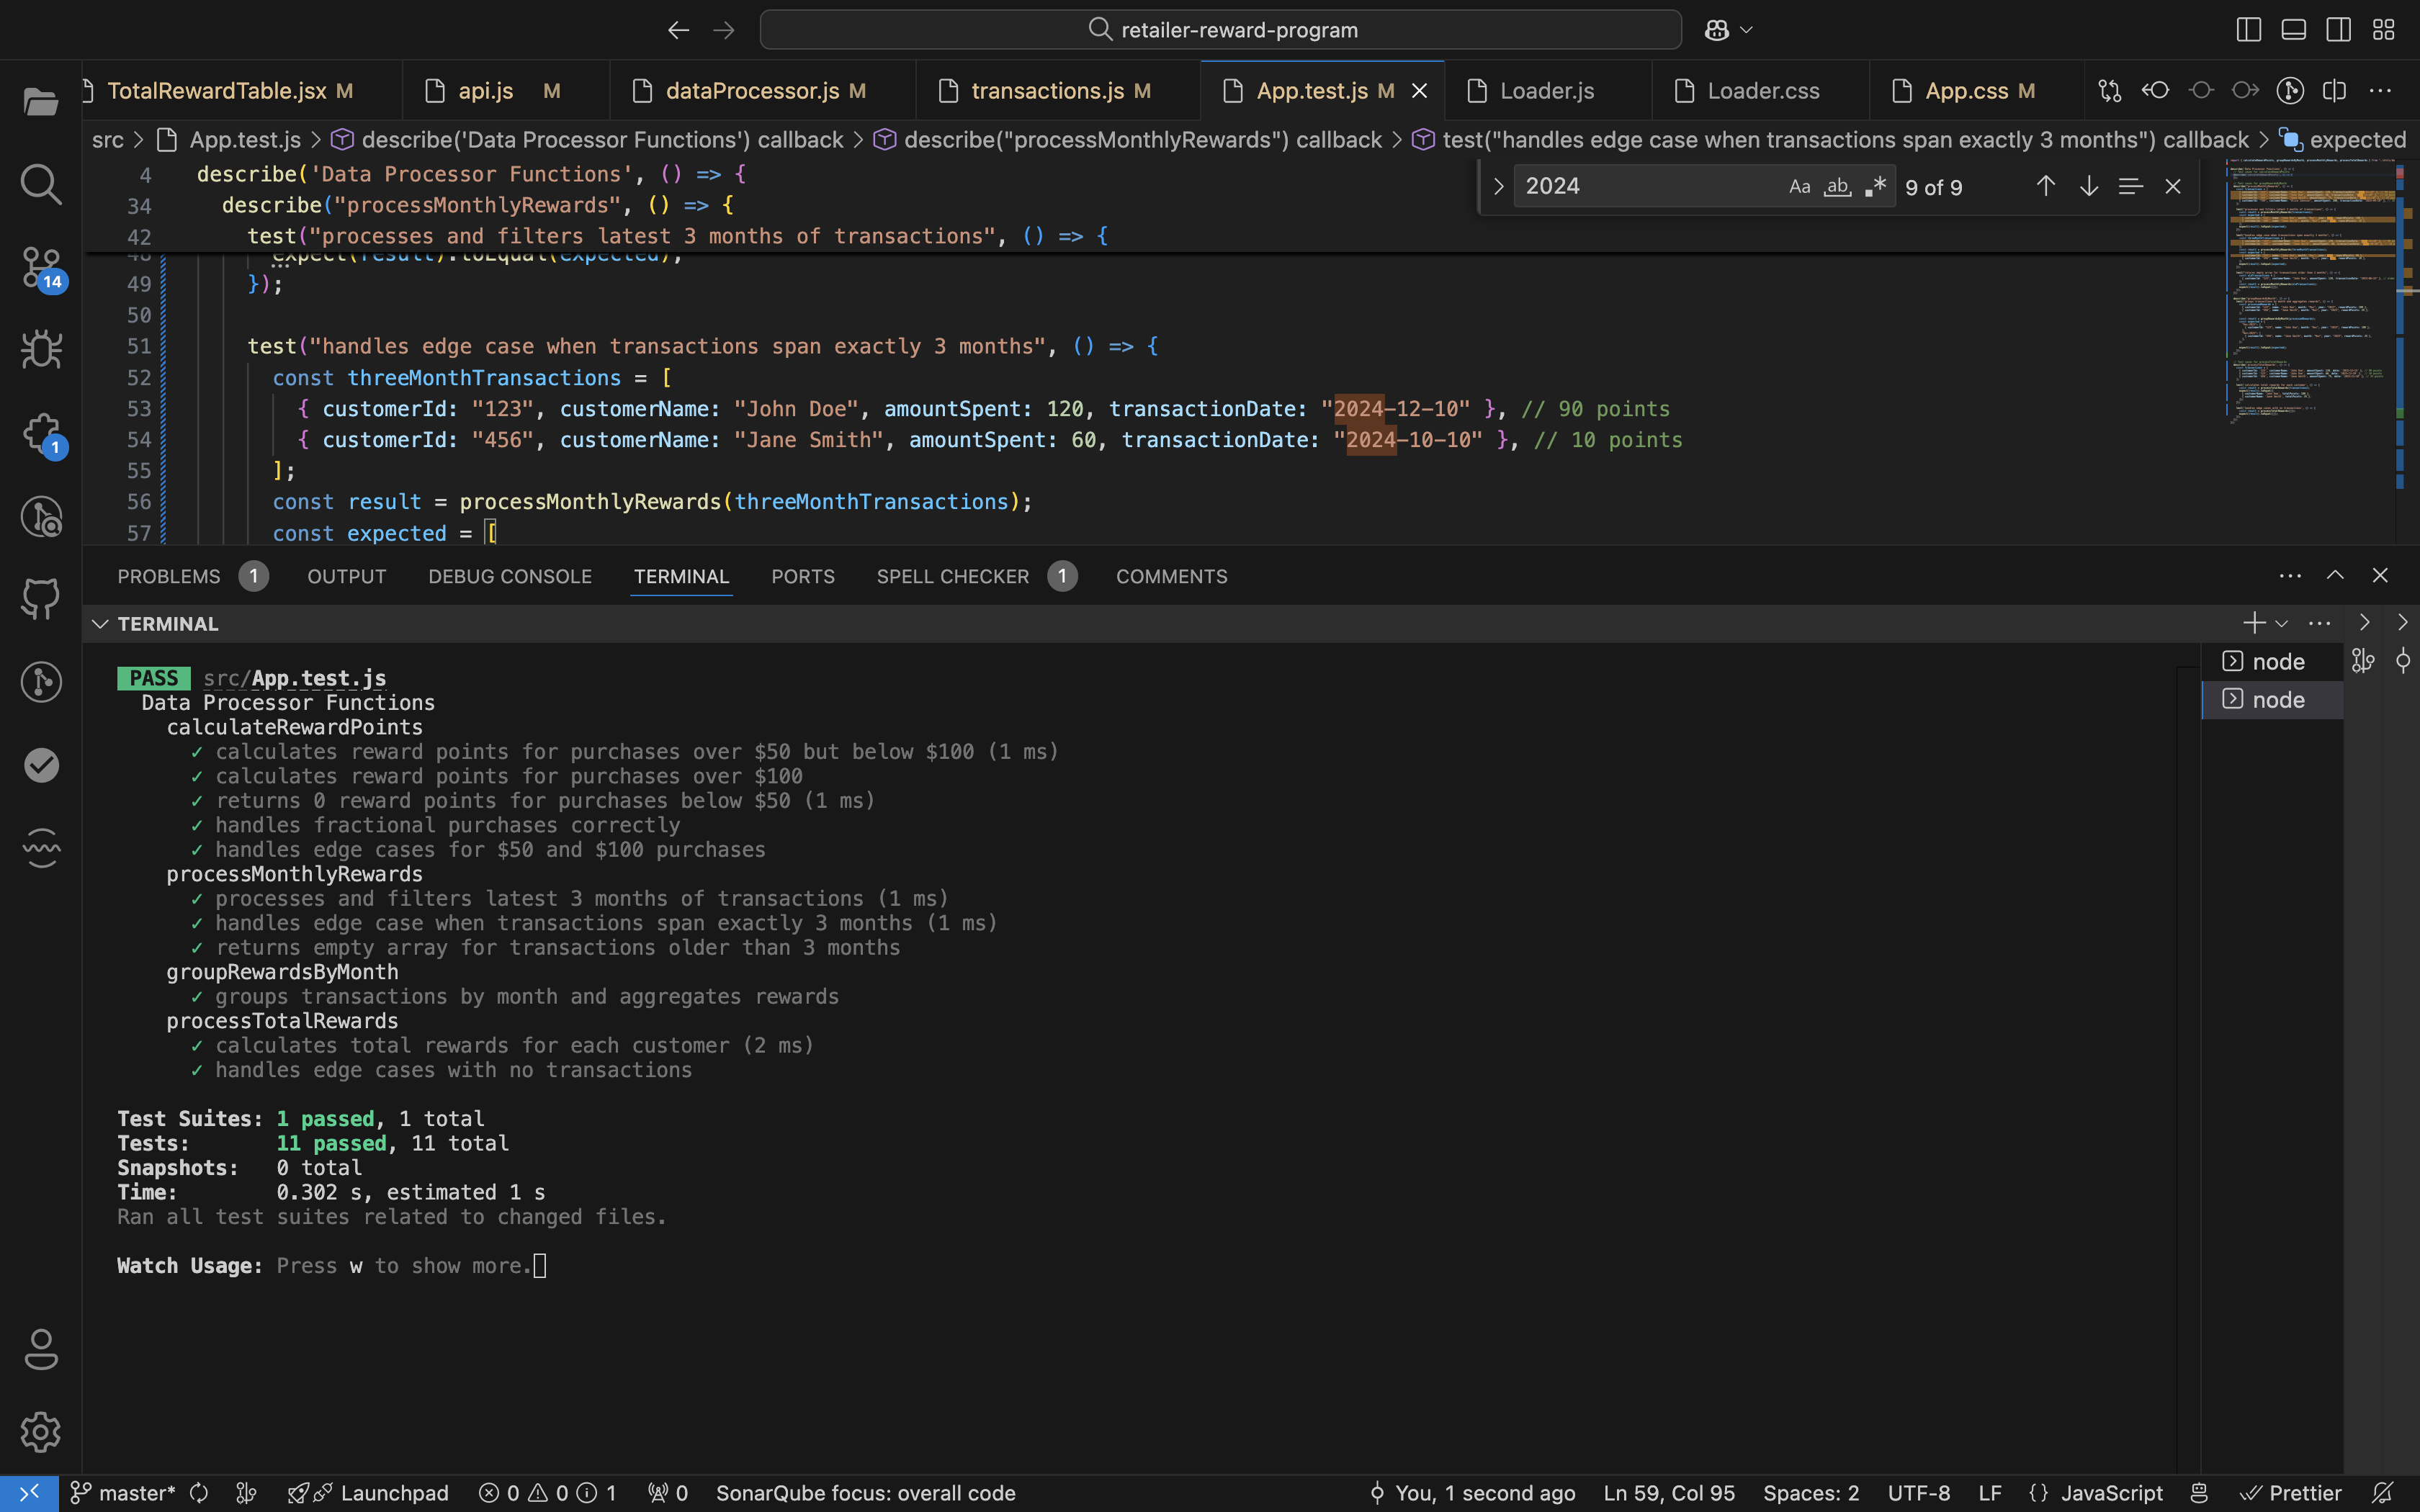 retailer-reward-program
TotalRewardTable.jsx M
api.js M
dataProcessor.js M
transactions.js M
App.test.js M
Loader.js
Loader.css
App.css M
src > App.test.js > describe('Data Processor Functions') callback > describe("processMonthlyRewards") callback > test("handles edge case when transactions span exactly 3 months") callback > expected
2024 Aa ab 9 of 9
4 describe('Data Processor Functions', () => {
34 describe("processMonthlyRewards", () => {
42 test("processes and filters latest 3 months of transactions", () => {
48 expect(result).toEqual(expected);
49 });
50
51 test("handles edge case when transactions span exactly 3 months", () => {
52 const threeMonthTransactions = [
53 { customerId: "123", customerName: "John Doe", amountSpent: 120, transactionDate: "2024-12-10" }, // 90 points
54 { customerId: "456", customerName: "Jane Smith", amountSpent: 60, transactionDate: "2024-10-10" }, // 10 points
55 ];
56 const result = processMonthlyRewards(threeMonthTransactions);
57 const expected = [
14
1
PROBLEMS 1 OUTPUT DEBUG CONSOLE TERMINAL PORTS SPELL CHECKER 1 COMMENTS
TERMINAL
node
node
PASS src/App.test.js
Data Processor Functions
calculateRewardPoints
✓ calculates reward points for purchases over $50 but below $100 (1 ms)
✓ calculates reward points for purchases over $100
✓ returns 0 reward points for purchases below $50 (1 ms)
✓ handles fractional purchases correctly
✓ handles edge cases for $50 and $100 purchases
processMonthlyRewards
✓ processes and filters latest 3 months of transactions (1 ms)
✓ handles edge case when transactions span exactly 3 months (1 ms)
✓ returns empty array for transactions older than 3 months
groupRewardsByMonth
✓ groups transactions by month and aggregates rewards
processTotalRewards
✓ calculates total rewards for each customer (2 ms)
✓ handles edge cases with no transactions
Test Suites: 1 passed, 1 total
Tests: 11 passed, 11 total
Snapshots: 0 total
Time: 0.302 s, estimated 1 s
Ran all test suites related to changed files.
Watch Usage: Press w to show more.
master* Launchpad 0 0 1 0 SonarQube focus: overall code You, 1 second ago Ln 59, Col 95 Spaces: 2 UTF-8 LF {} JavaScript Prettier